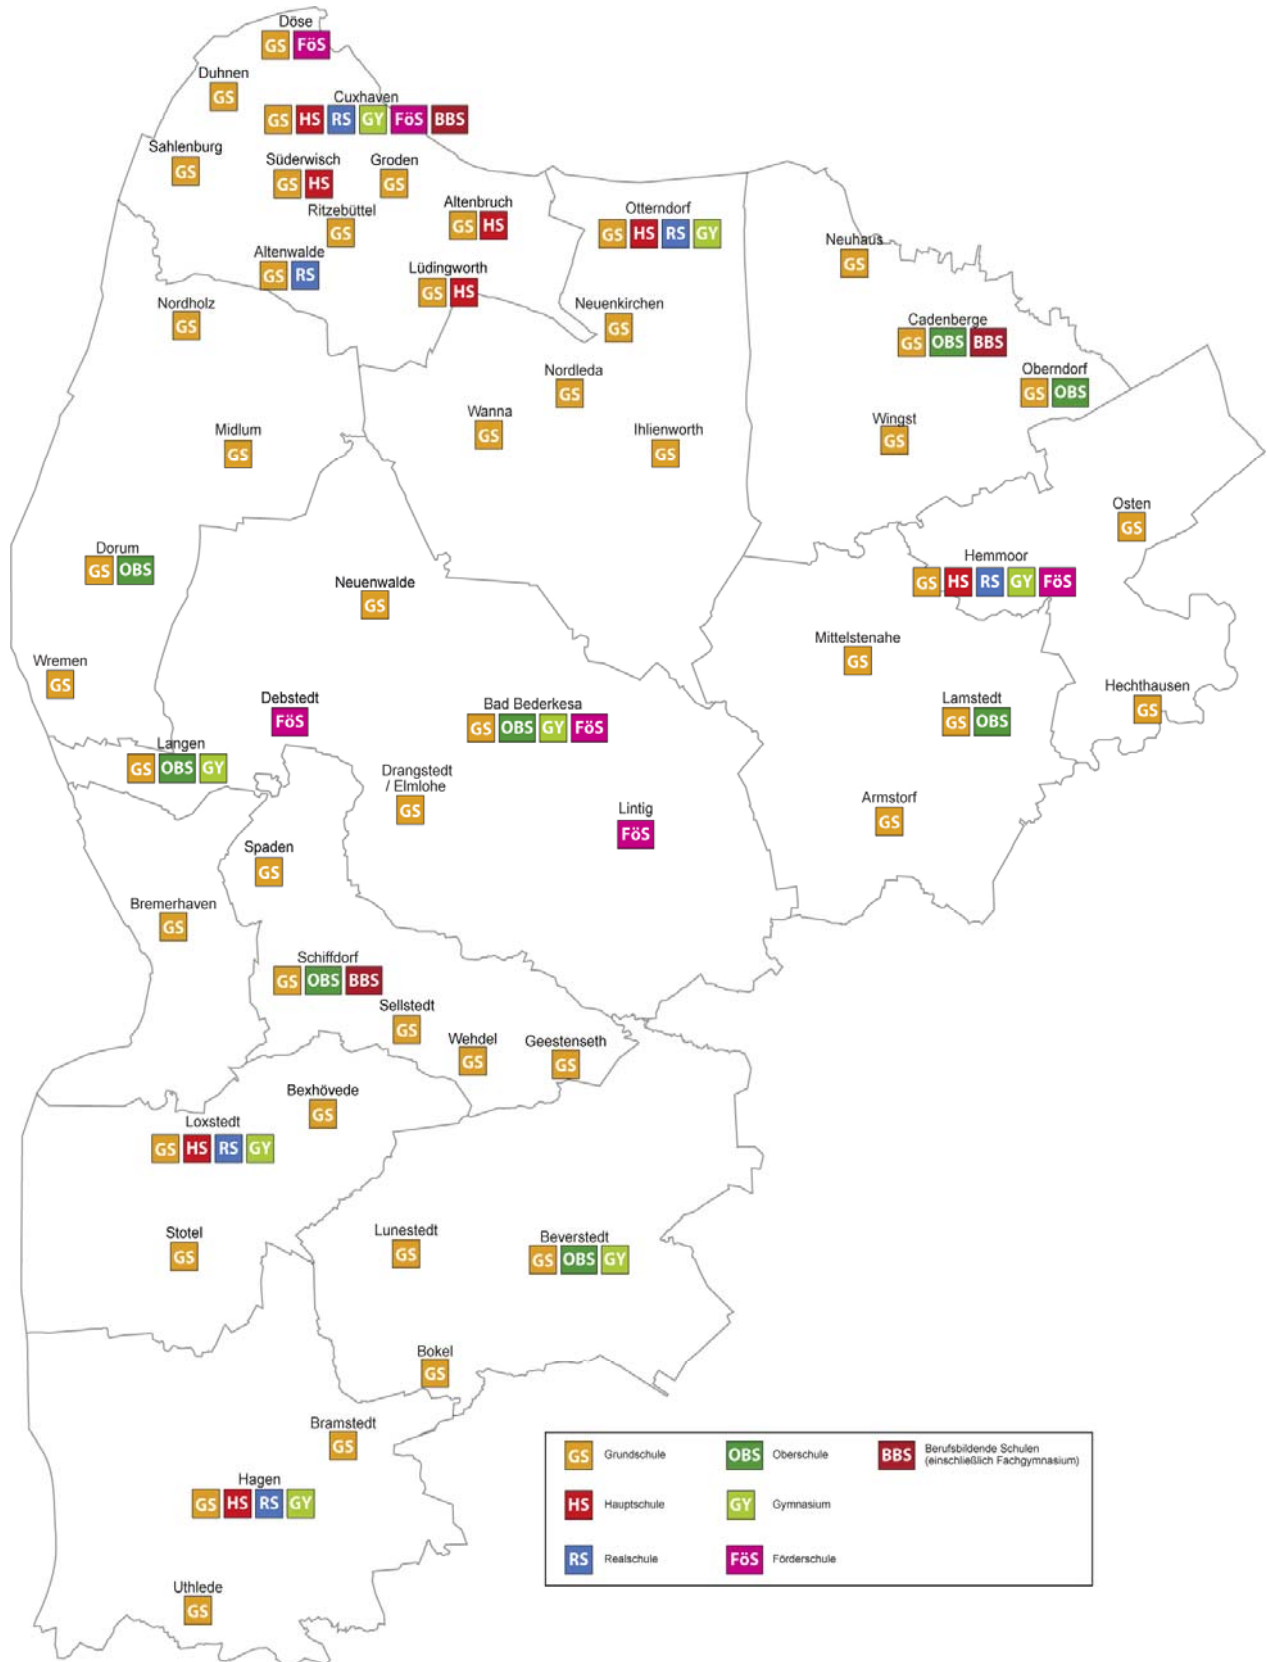 Döse
GS FöS
Duhnen
GS
Cuxhaven
GS HS RS GY FöS BBS
Sahlenburg
GS
Süderwisch
GS HS
Groden
GS
Ritzebüttel
GS
Altenbruch
GS HS
Otterndorf
GS HS RS GY
Neuhaus
GS
Altenwalde
GS RS
Lüdingworth
GS HS
Nordholz
GS
Neuenkirchen
GS
Cadenberge
GS OBS BBS
Oberndorf
GS OBS
Nordleda
GS
Wanna
GS
Ihlienworth
GS
Wingst
GS
Midlum
GS
Osten
GS
Dorum
GS OBS
Hemmoor
GS HS RS GY FöS
Neuenwalde
GS
Mittelstenahe
GS
Wremen
GS
Hechthausen
GS
Debstedt
FöS
Bad Bederkesa
GS OBS GY FöS
Lamstedt
GS OBS
Langen
GS OBS GY
Drangstedt
/ Elmlohe
GS
Lintig
FöS
Armstorf
GS
Spaden
GS
Bremerhaven
GS
Schiffdorf
GS OBS BBS
Sellstedt
GS
Wehdel
GS
Geestenseth
GS
Bexhövede
GS
Loxstedt
GS HS RS GY
Stotel
GS
Lunestedt
GS
Beverstedt
GS OBS GY
Bokel
GS
Bramstedt
GS
Hagen
GS HS RS GY
Uthlede
GS
GS Grundschule
OBS Oberschule
BBS Berufsbildende Schulen
(einschließlich Fachgymnasium)
HS Hauptschule
GY Gymnasium
RS Realschule
FöS Förderschule